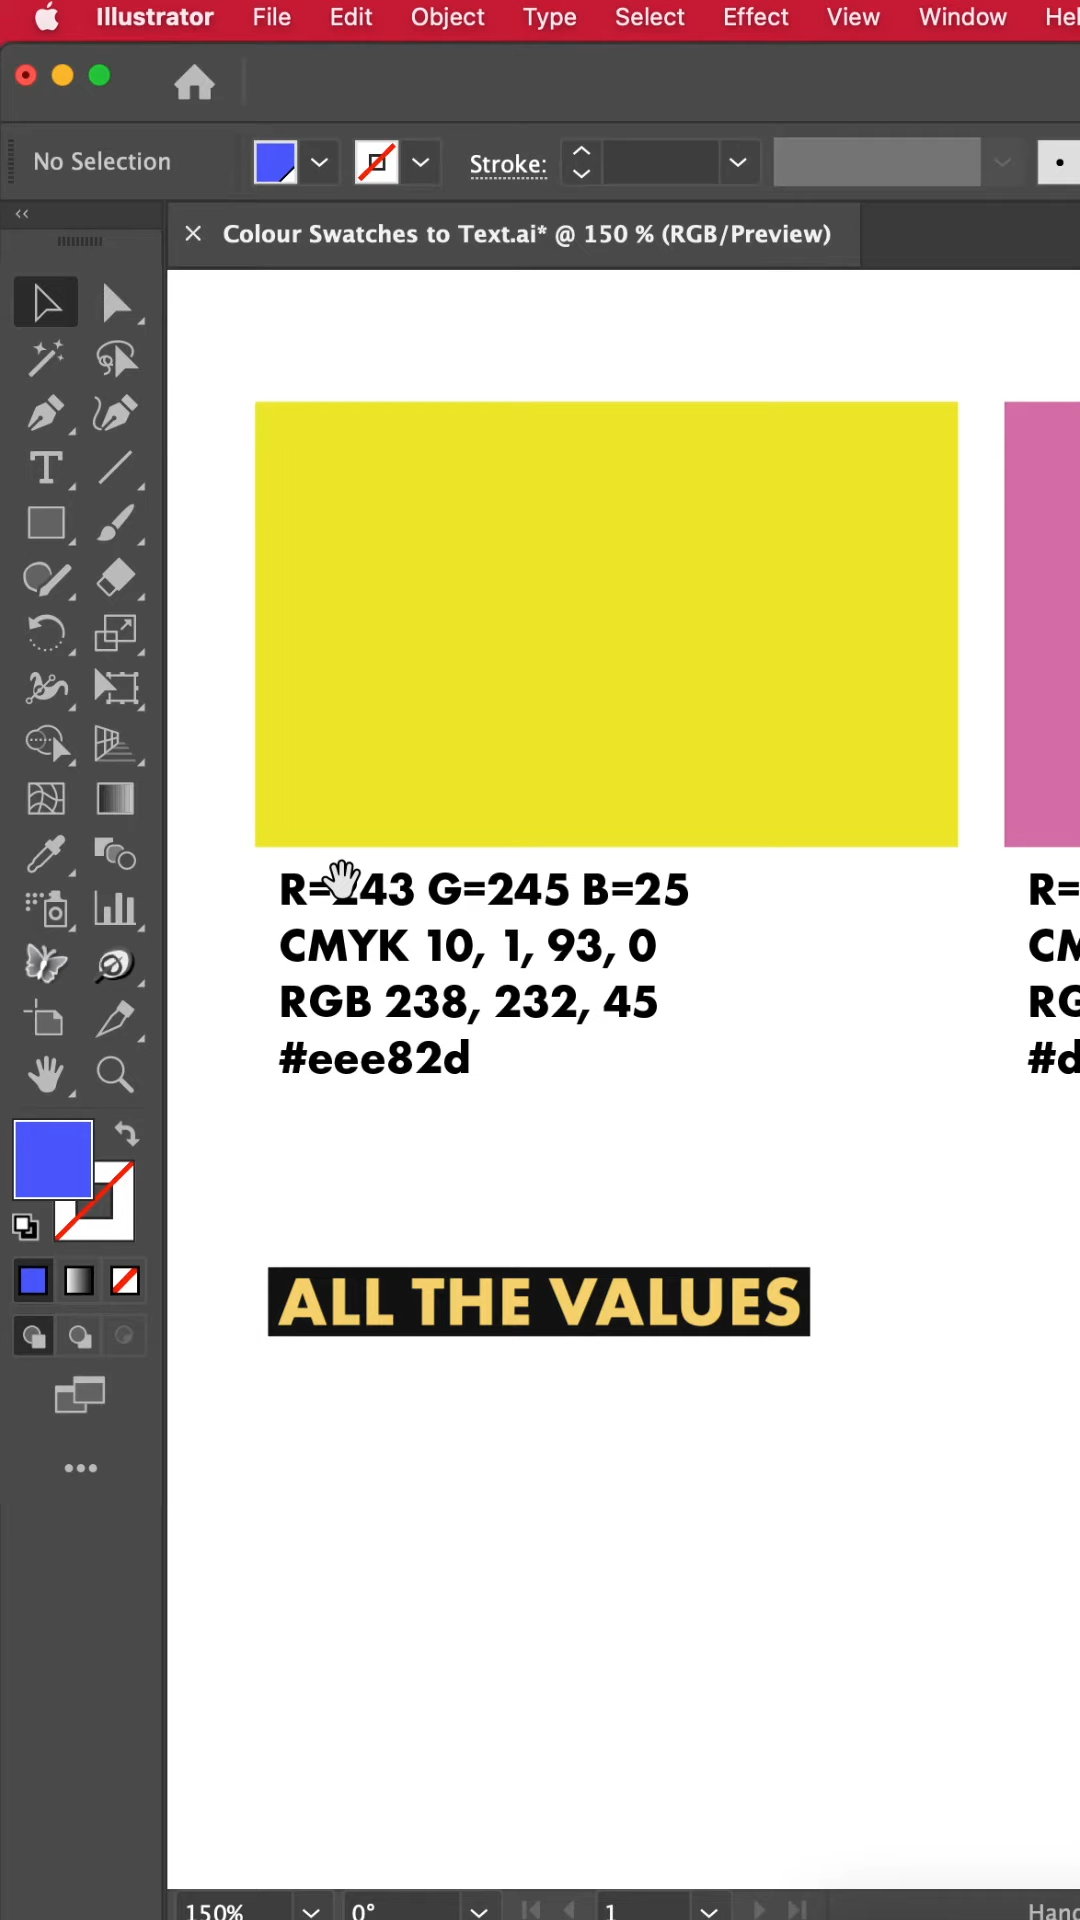 Illustrator File Edit Object Type Select Effect View Window
No Selection Stroke:
Colour Swatches to Text.ai* @ 150 % (RGB/Preview)
G=245 B=25
R=
CMYK 10, 1, 93, 0
RGB 238, 232, 45
#eee82d
#d
ALL THE VALUES
150% 0° 1